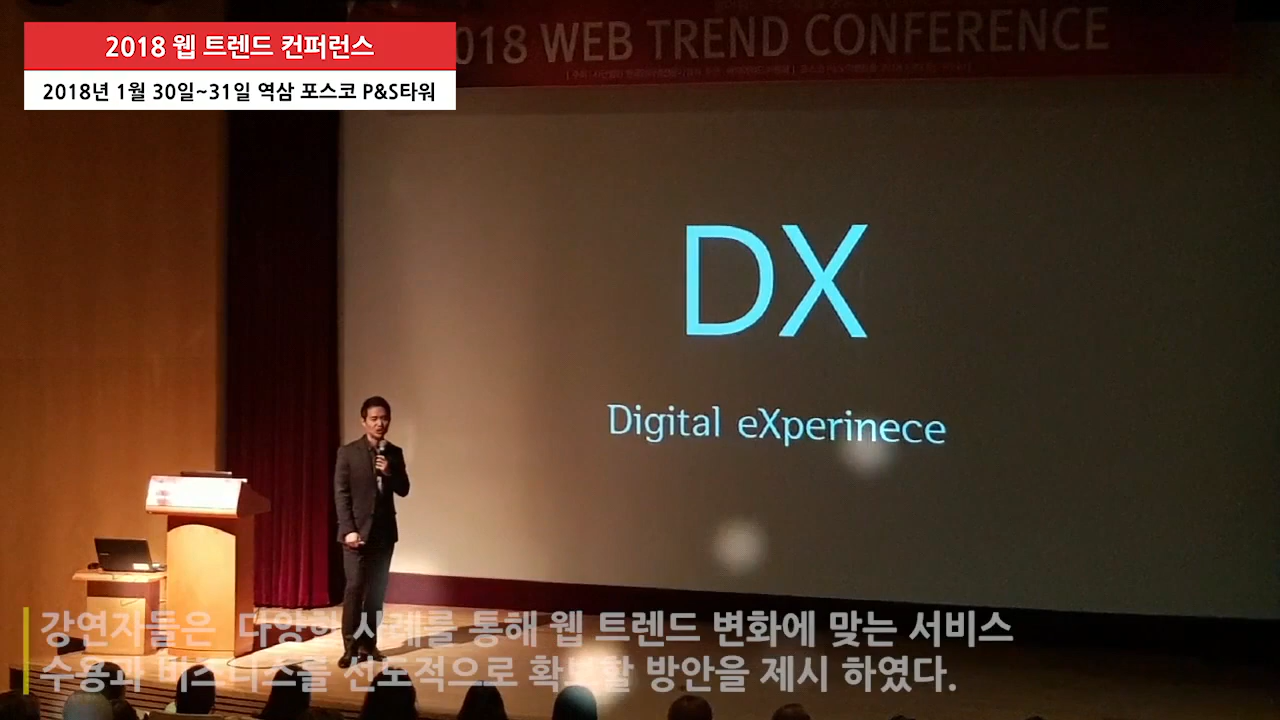 2018 웹 트렌드 컨퍼런스
2018년 1월 30일~31일 역삼 포스코 P&S타워
018 WEB TREND CONFERENCE
DX
Digital eXperinece
강연자들은 다양한 사례를 통해 웹 트렌드 변화에 맞는 서비스
수용과 비즈니스를 선도적으로 확보할 방안을 제시 하였다.